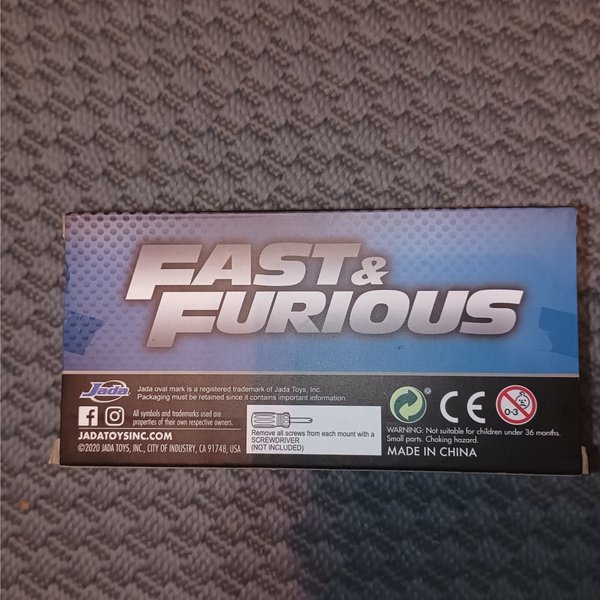 FAST &
FURIOUS
Jada
Jada oval mark is a registered trademark of Jada Toys, Inc.
Packaging must be retained since it contains important information.
All symbols and trademarks used are
properties of their own respective owners.
JADATOYSINC.COM
©2020 JADA TOYS, INC., CITY OF INDUSTRY, CA 91748, USA
Remove all screws from each mount with a
SCREWDRIVER
(NOT INCLUDED)
CE
0-3
WARNING: Not suitable for children under 36 months.
Small parts. Choking hazard.
MADE IN CHINA